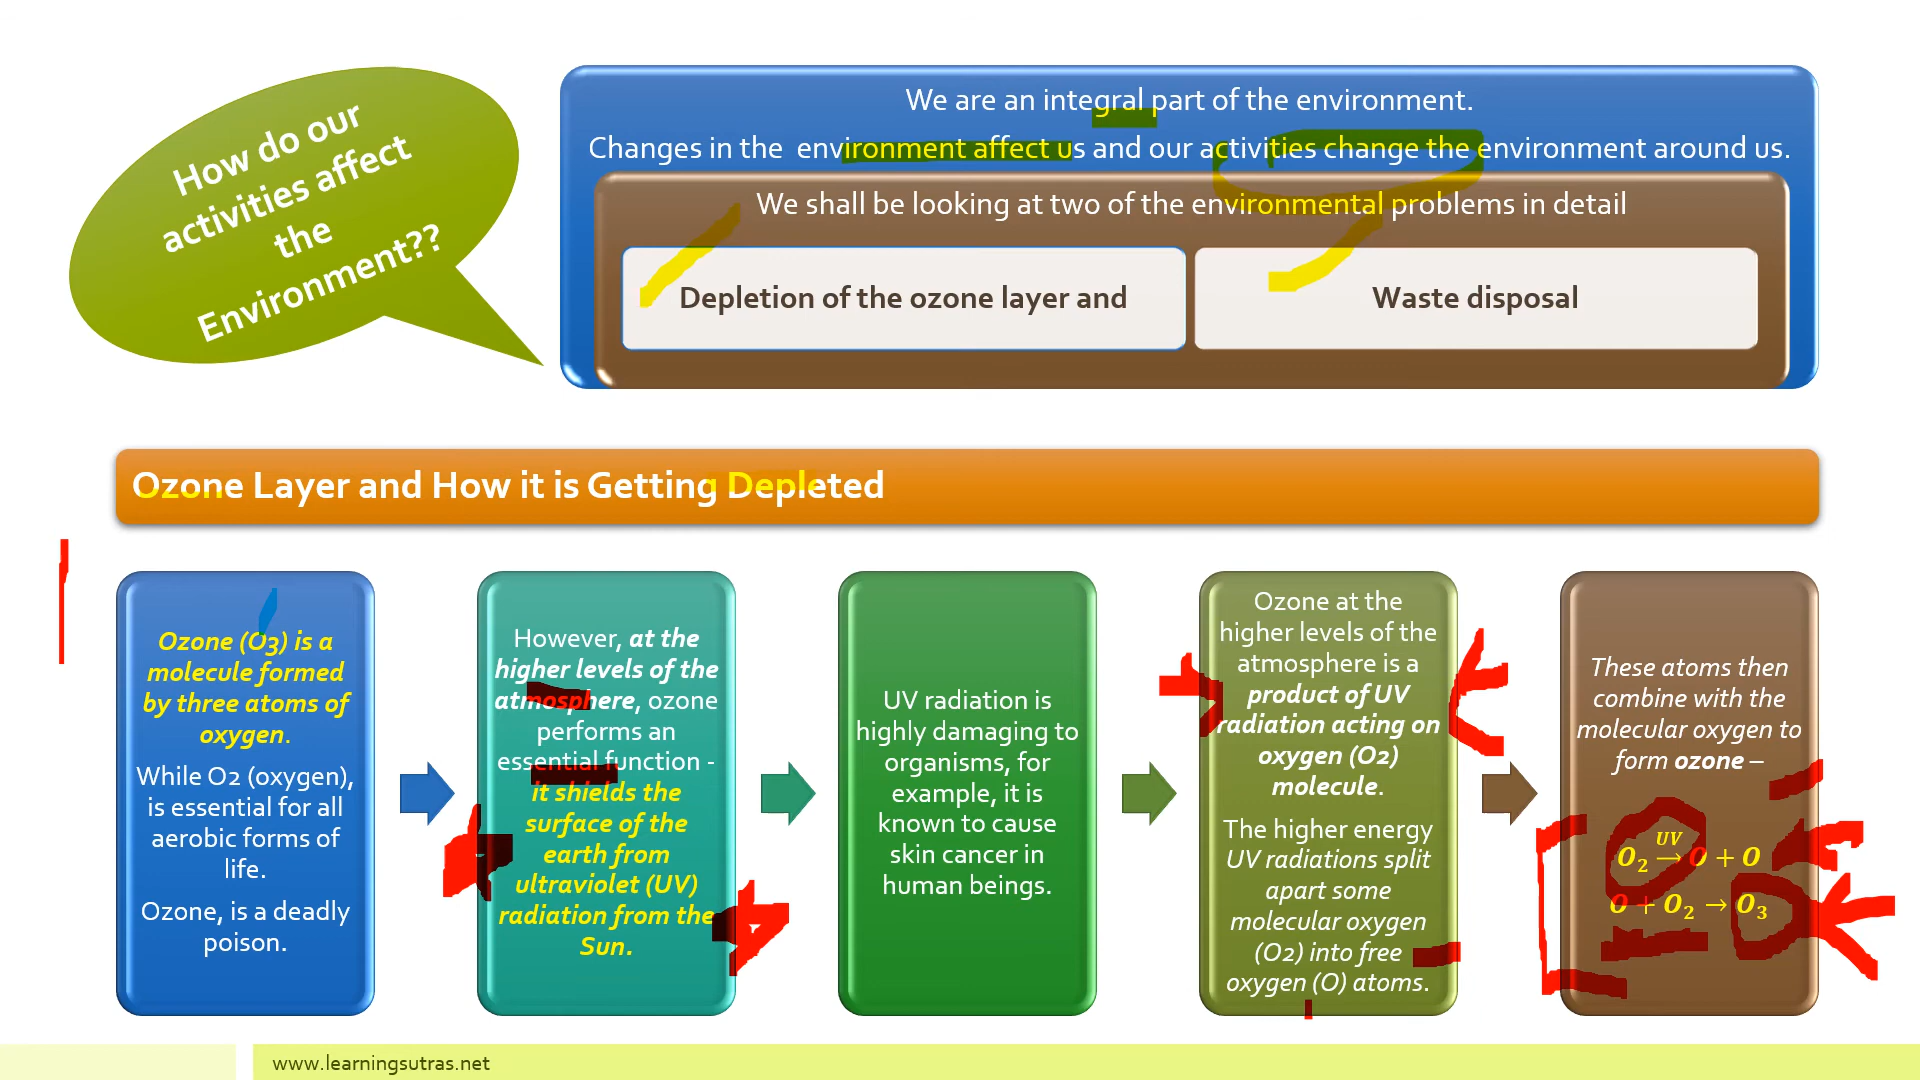 How do our
activities affect
the
Environment??
We are an integral part of the environment.
Changes in the environment affect us and our activities change the environment around us.
We shall be looking at two of the environmental problems in detail
Depletion of the ozone layer and
Waste disposal
Ozone Layer and How it is Getting Depleted
Ozone (O3) is a
molecule formed
by three atoms of
oxygen.
While O2 (oxygen),
is essential for all
aerobic forms of
life.
Ozone, is a deadly
poison.
However, at the
higher levels of the
atmosphere, ozone
performs an
essential function -
it shields the
surface of the
earth from
ultraviolet (UV)
radiation from the
Sun.
UV radiation is
highly damaging to
organisms, for
example, it is
known to cause
skin cancer in
human beings.
Ozone at the
higher levels of the
atmosphere is a
product of UV
radiation acting on
oxygen (O2)
molecule.
The higher energy
UV radiations split
apart some
molecular oxygen
(O2) into free
oxygen (O) atoms.
These atoms then
combine with the
molecular oxygen to
form ozone –
UV
O₂ → O + O
O + O₂ → O₃
www.learningsutras.net